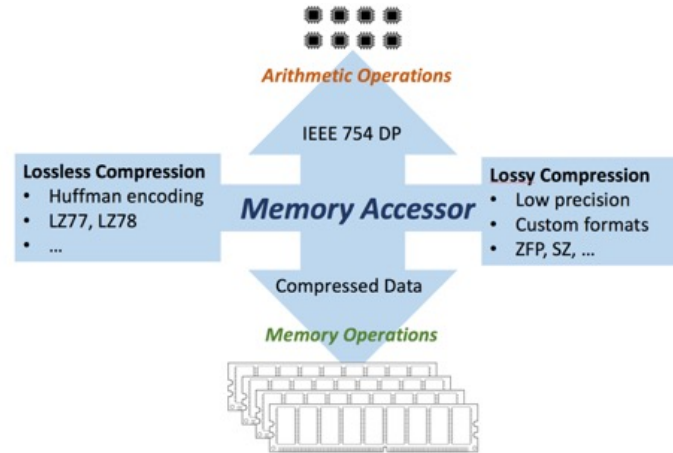 Arithmetic Operations
IEEE 754 DP
Lossless Compression
• Huffman encoding
• LZ77, LZ78
• ...
Memory Accessor
Lossy Compression
• Low precision
• Custom formats
• ZFP, SZ, ...
Compressed Data
Memory Operations